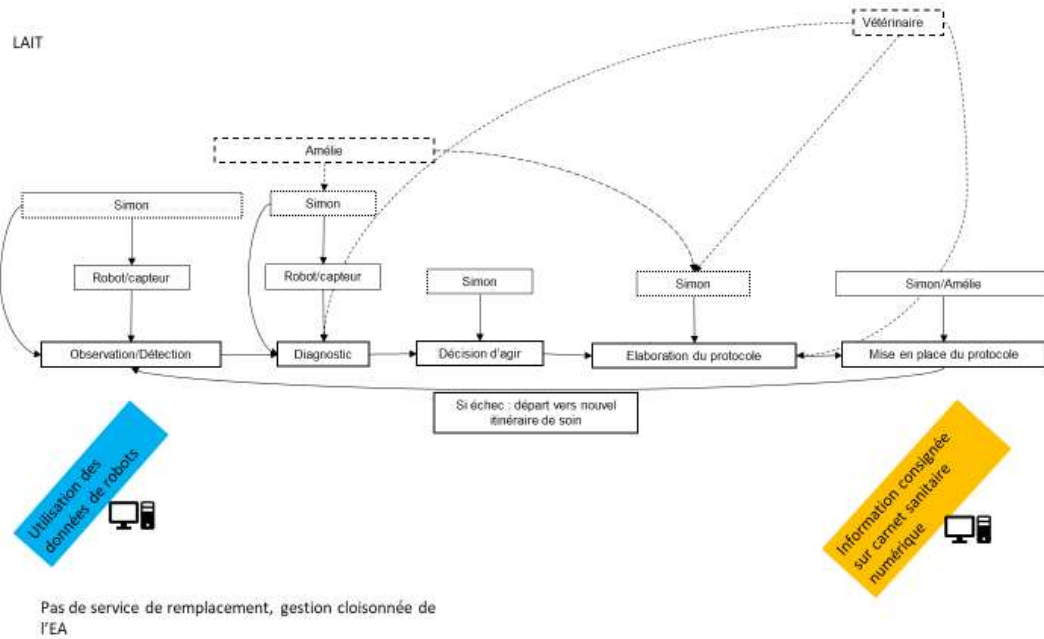 Vétérinaire
LAIT
Amélie
Simon
Simon
Robot/capteur
Robot/capteur
Simon
Simon
Simon/Amélie
Observation/Détection
Diagnostic
Décision d'agir
Elaboration du protocole
Mise en place du protocole
Si échec : départ vers nouvel
itinéraire de soin
Utilisation des
données de robots
Information consignée
sur carnet sanitaire
numérique
Pas de service de remplacement, gestion cloisonnée de
l'EA